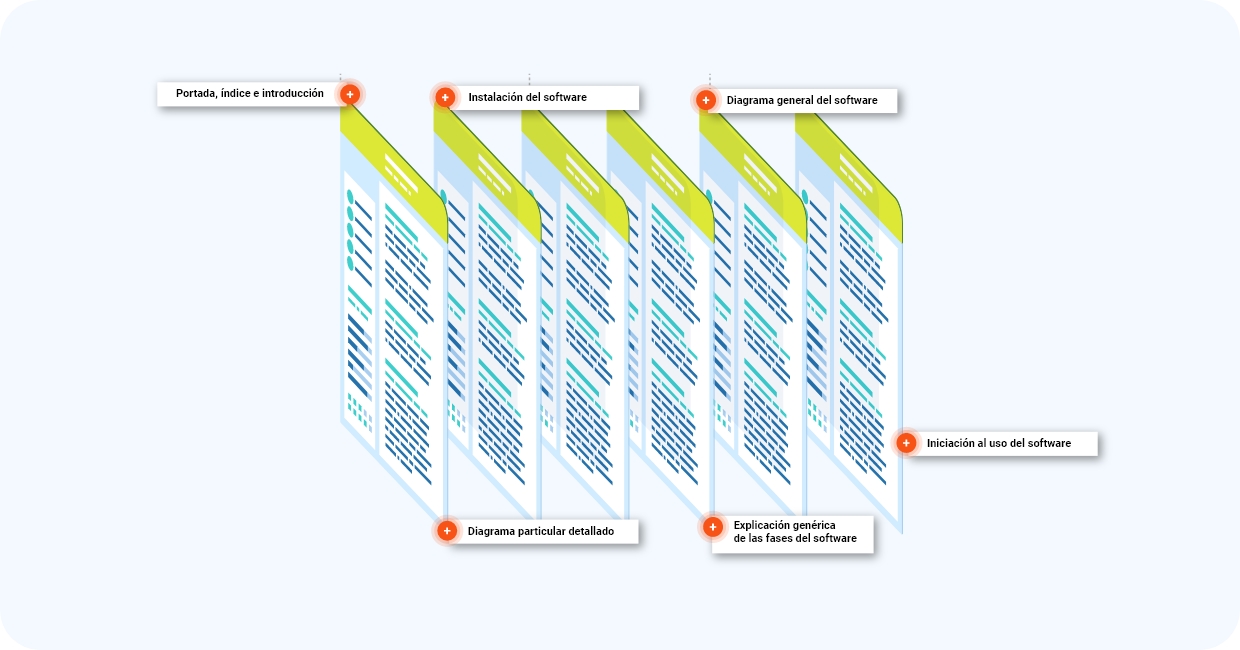 Portada, índice e introducción
Instalación del software
Diagrama general del software
Iniciación al uso del software
Diagrama particular detallado
Explicación genérica
de las fases del software